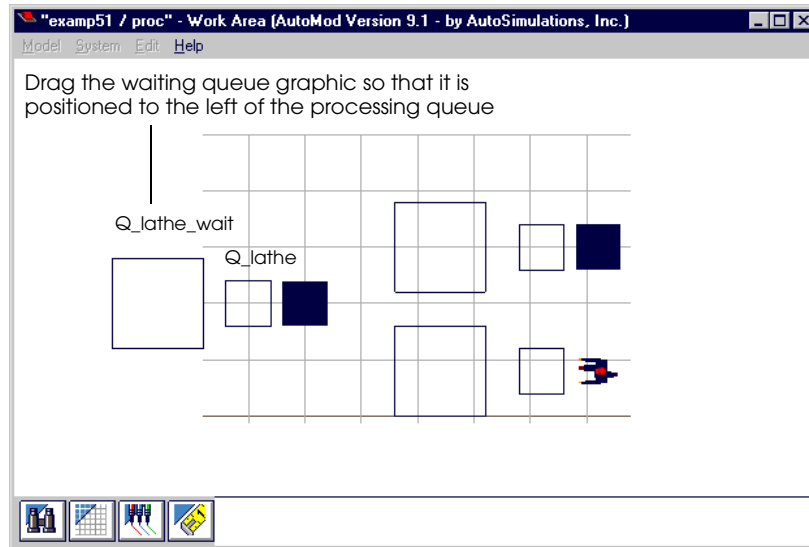 "examp51 / proc" - Work Area (AutoMod Version 9.1 - by AutoSimulations, Inc.)
Model System Edit Help
Drag the waiting queue graphic so that it is
positioned to the left of the processing queue
Q_lathe_wait
Q_lathe